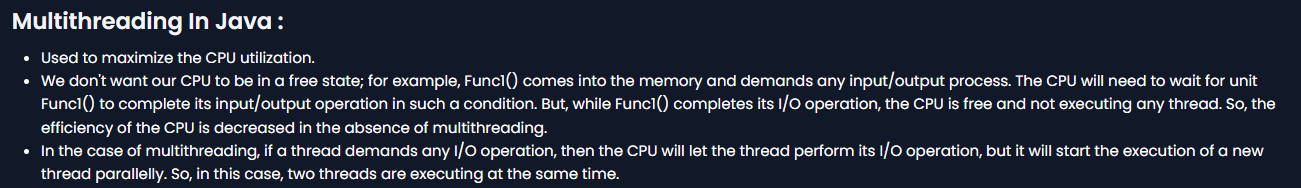 Multithreading In Java :
• Used to maximize the CPU utilization.
• We don't want our CPU to be in a free state; for example, Func1() comes into the memory and demands any input/output process. The CPU will need to wait for unit
Func1() to complete its input/output operation in such a condition. But, while Func1() completes its I/O operation, the CPU is free and not executing any thread. So, the
efficiency of the CPU is decreased in the absence of multithreading.
• In the case of multithreading, if a thread demands any I/O operation, then the CPU will let the thread perform its I/O operation, but it will start the execution of a new
thread parallelly. So, in this case, two threads are executing at the same time.